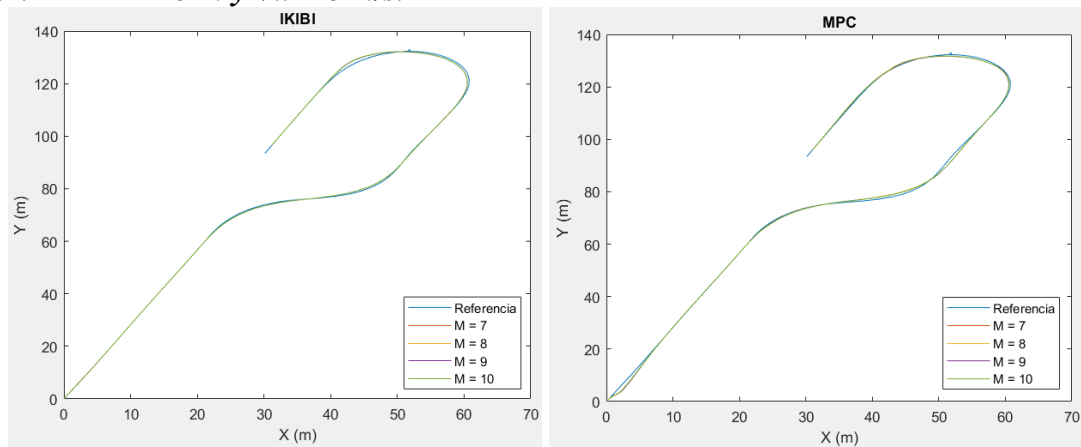 IKIBI
140
120
100
80
60
40
20
0
Y (m)
0 10 20 30 40 50 60 70
X (m)
Referencia
M = 7
M = 8
M = 9
M = 10
MPC
140
120
100
80
60
40
20
0
Y (m)
0 10 20 30 40 50 60 70
X (m)
Referencia
M = 7
M = 8
M = 9
M = 10